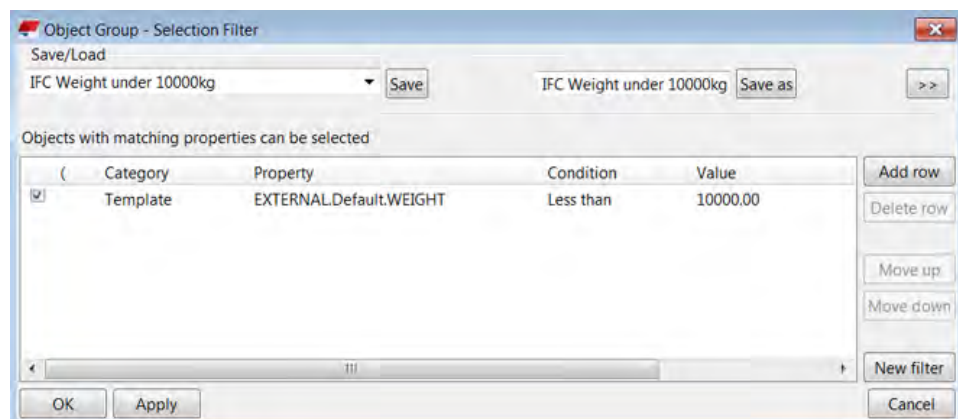 Object Group - Selection Filter
Save/Load
IFC Weight under 10000kg Save IFC Weight under 10000kg Save as >>
Objects with matching properties can be selected
( Category Property Condition Value Add row
Template EXTERNAL.Default.WEIGHT Less than 10000.00
Delete row
Move up
Move down
New filter
OK Apply Cancel